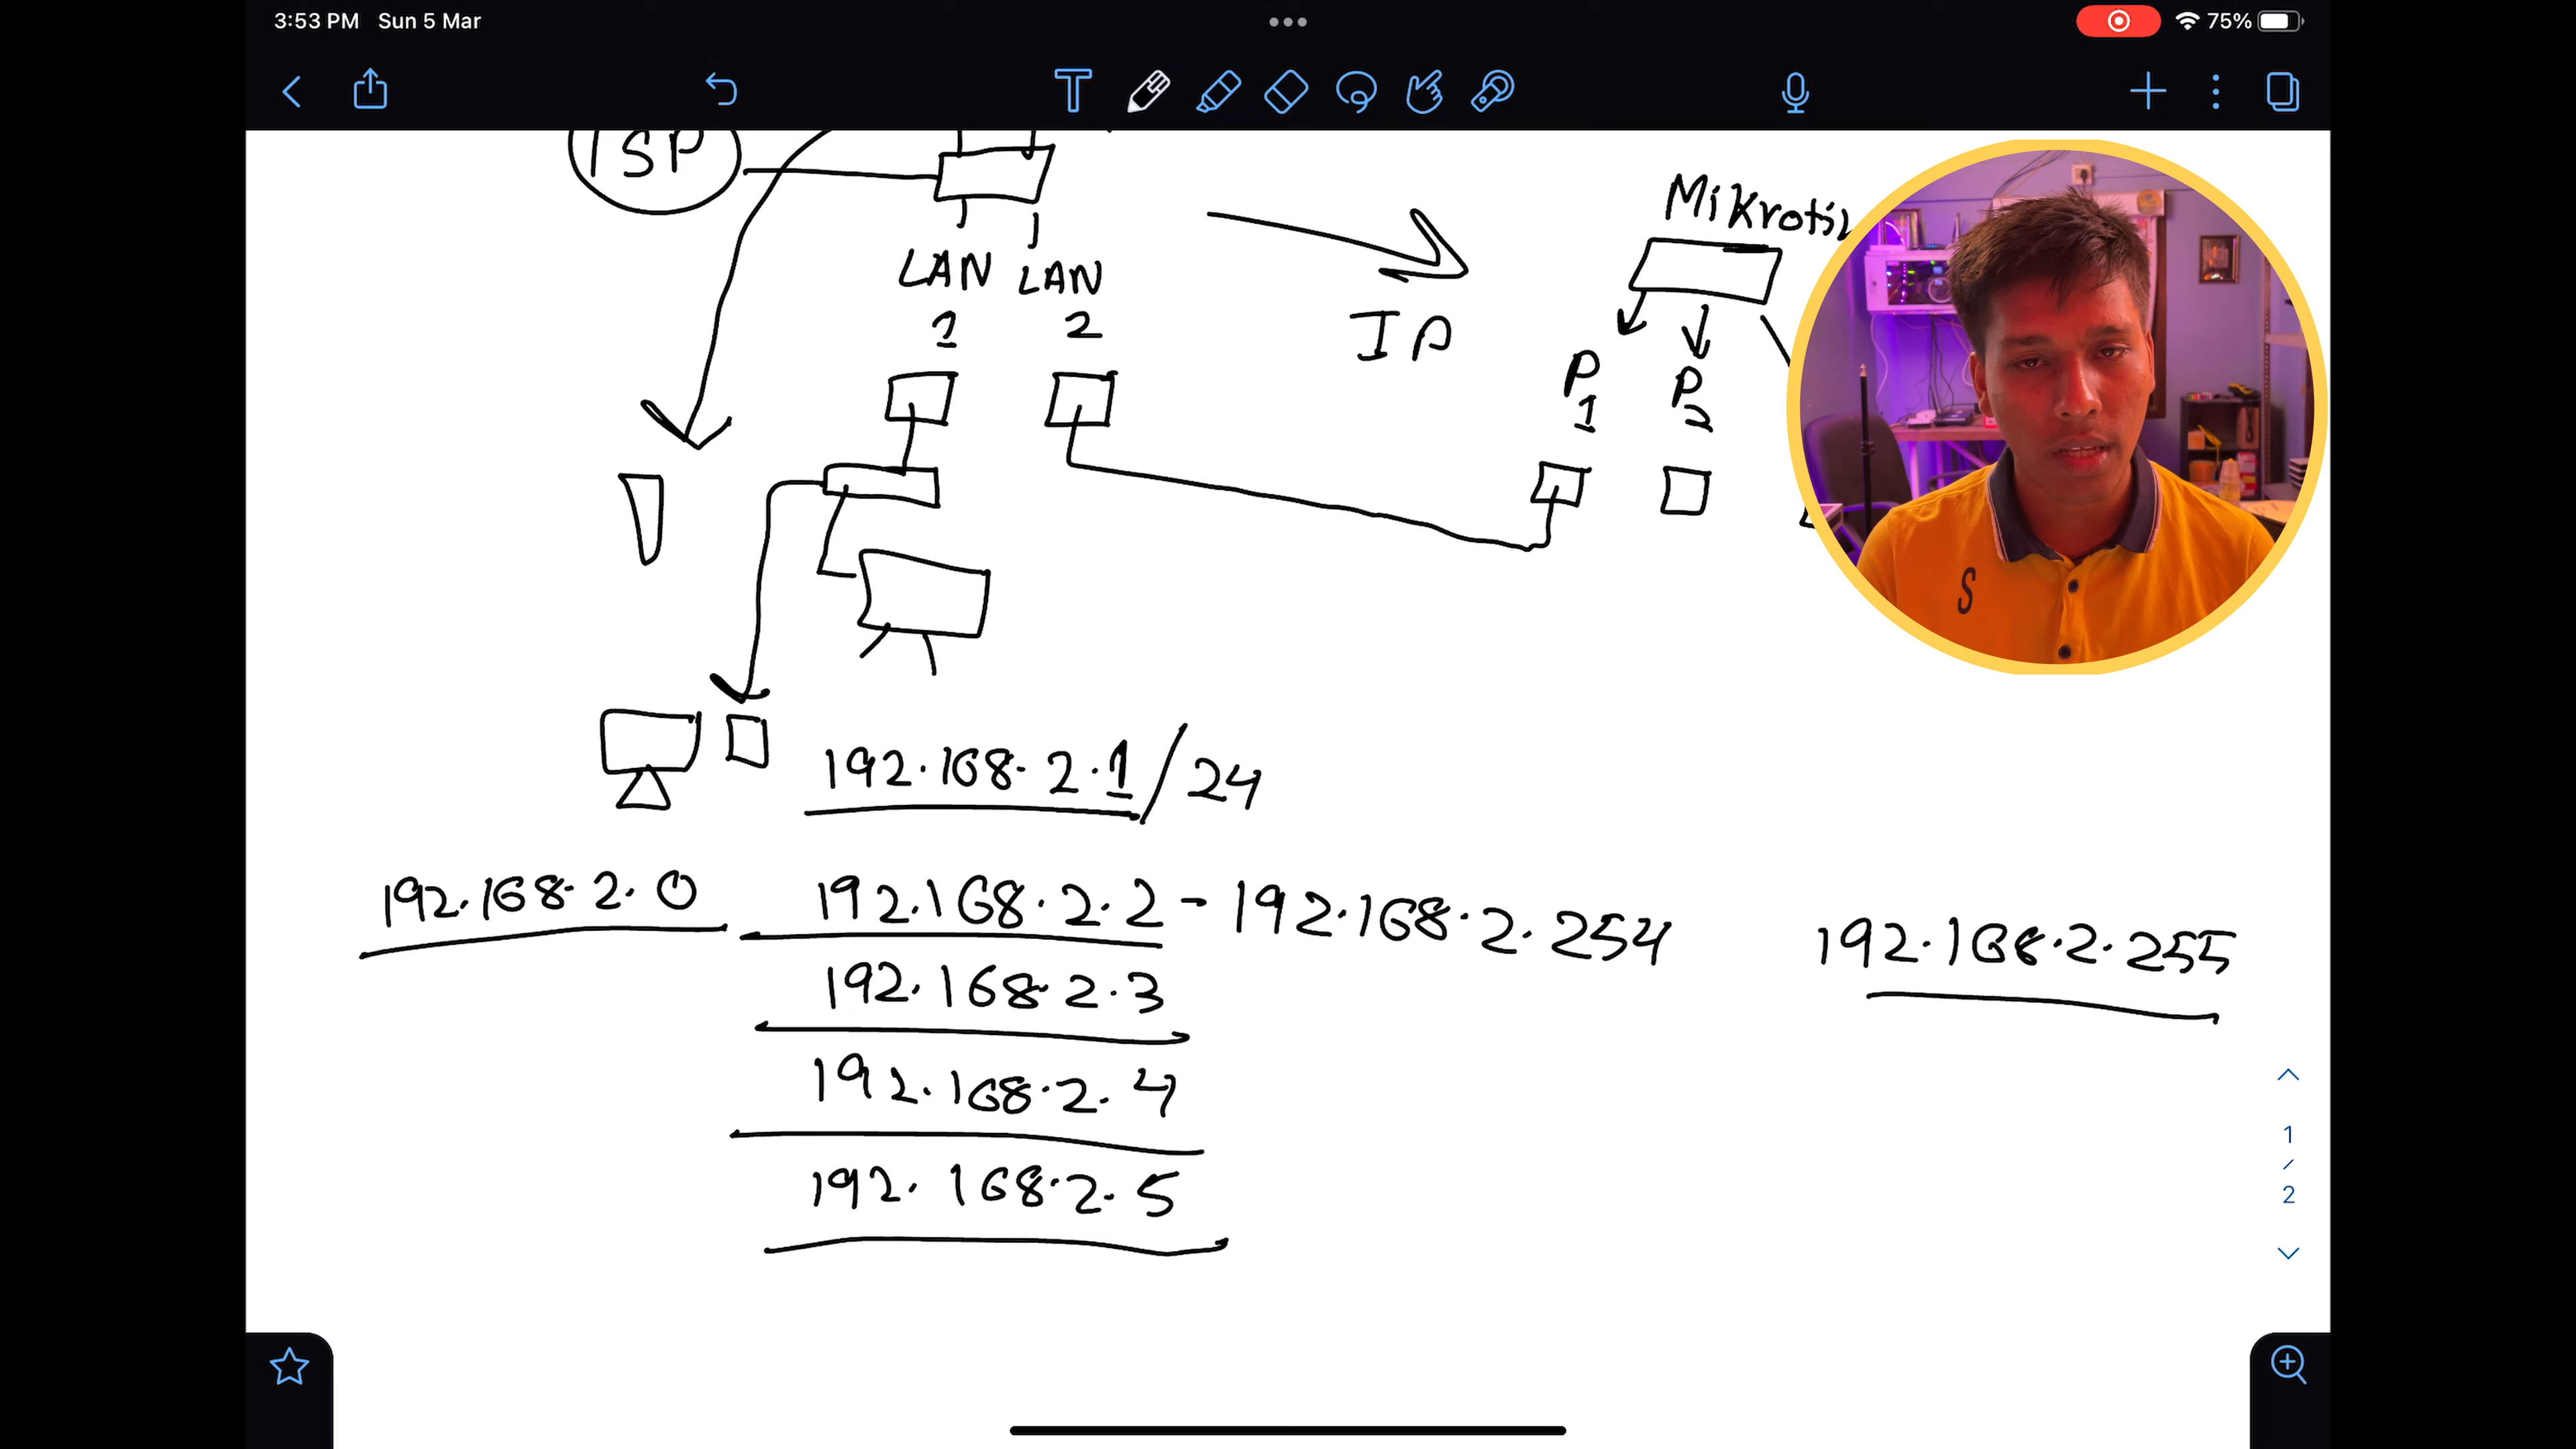 3:53 PM Sun 5 Mar
75%
T
ISP
Mikrotik
LAN LAN
1 2
IP
P P
1 2
S
192.168.2.1/24
192.168.2.0
192.168.2.2 - 192.168.2.254
192.168.2.255
192.168.2.3
192.168.2.4
192.168.2.5
1
/
2